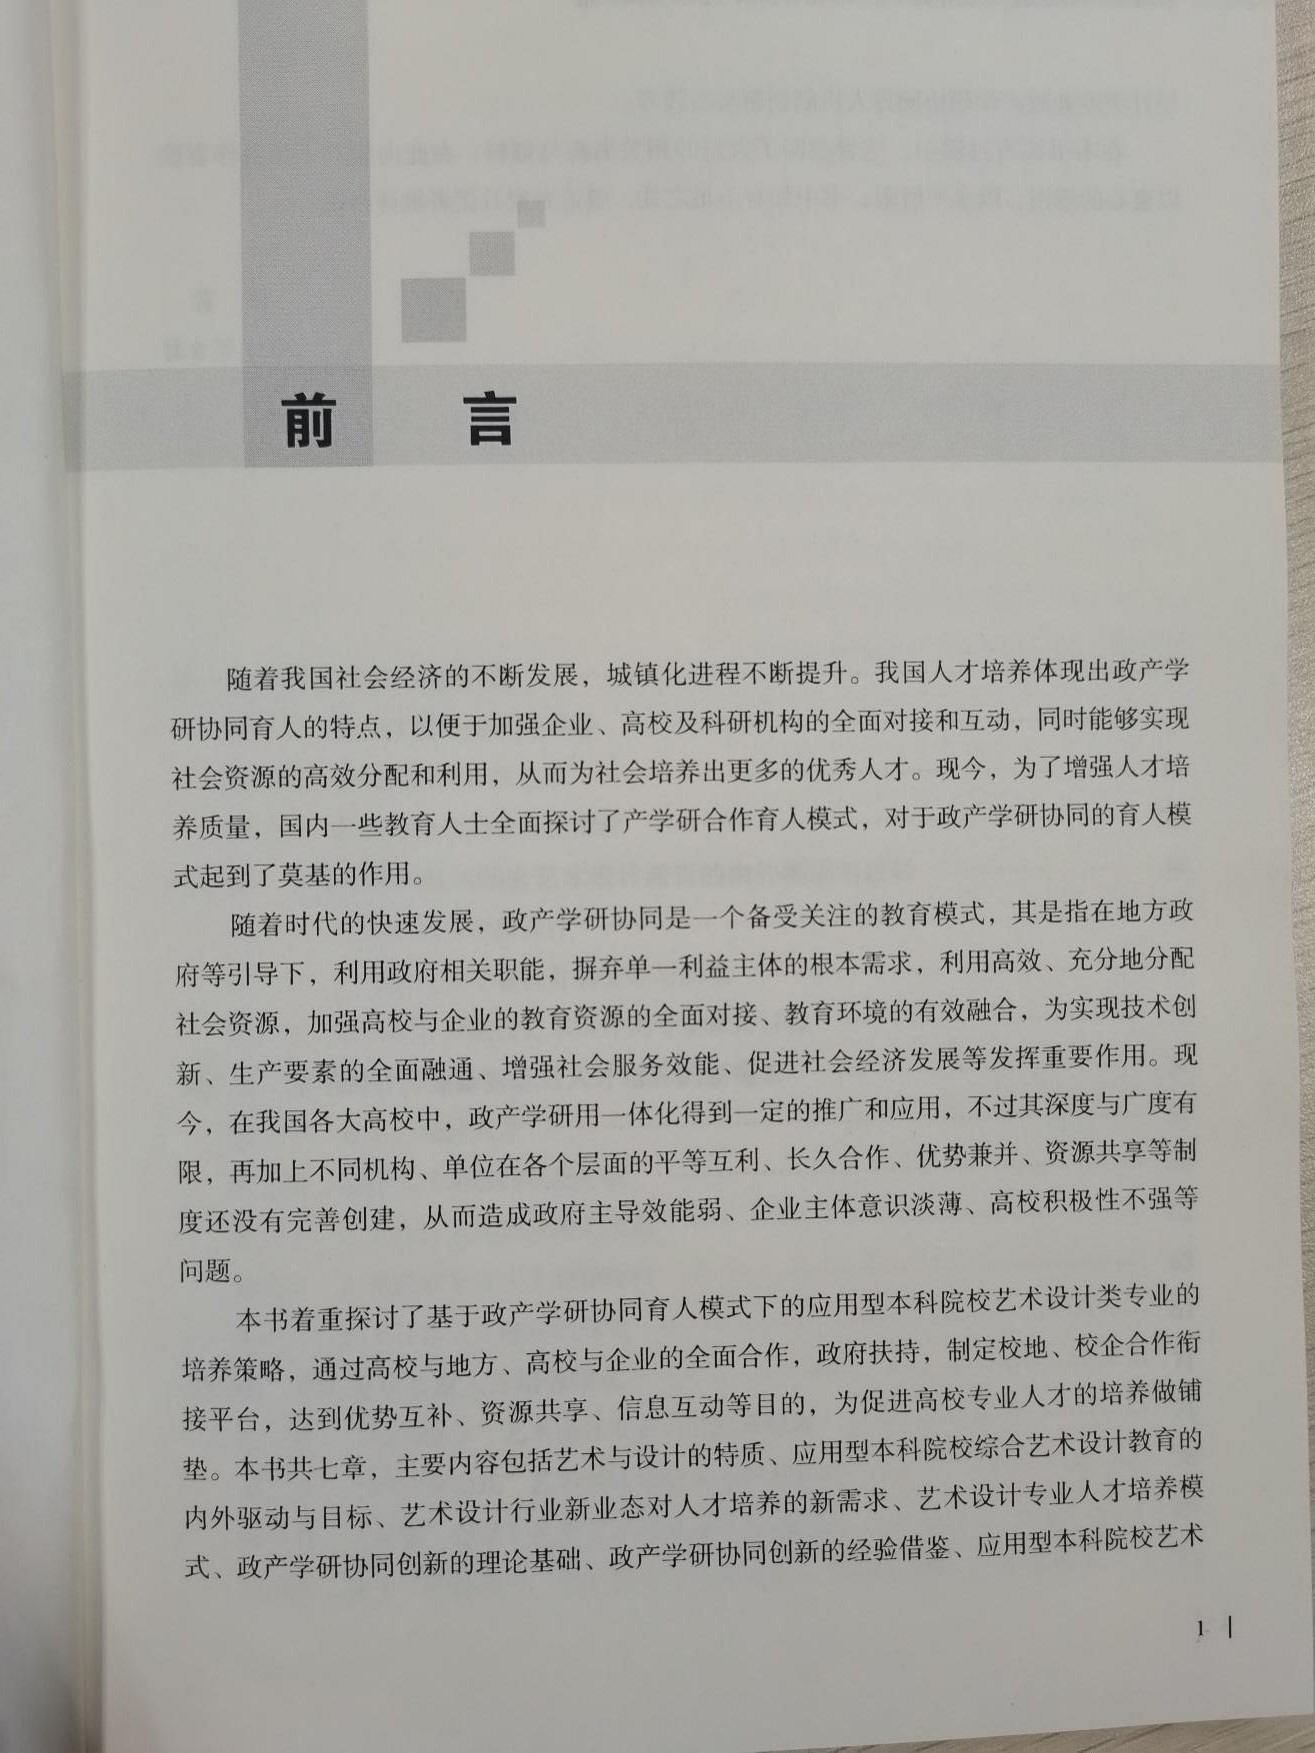 前言
随着我国社会经济的不断发展，城镇化进程不断提升。我国人才培养体现出政产学
研协同育人的特点，以便于加强企业、高校及科研机构的全面对接和互动，同时能够实现
社会资源的高效分配和利用，从而为社会培养出更多的优秀人才。现今，为了增强人才培
养质量，国内一些教育人士全面探讨了产学研合作育人模式，对于政产学研协同的育人模
式起到了莫基的作用。
随着时代的快速发展，政产学研协同是一个备受关注的教育模式，其是指在地方政
府等引导下，利用政府相关职能，摒弃单一利益主体的根本需求，利用高效、充分地分配
社会资源，加强高校与企业的教育资源的全面对接、教育环境的有效融合，为实现技术创
新、生产要素的全面融通、增强社会服务效能、促进社会经济发展等发挥重要作用。现
今，在我国各大高校中，政产学研用一体化得到一定的推广和应用，不过其深度与广度有
限，再加上不同机构、单位在各个层面的平等互利、长久合作、优势兼并、资源共享等制
度还没有完善创建，从而造成政府主导效能弱、企业主体意识淡薄、高校积极性不强等
问题。
本书着重探讨了基于政产学研协同育人模式下的应用型本科院校艺术设计类专业的
培养策略，通过高校与地方、高校与企业的全面合作，政府扶持，制定校地、校企合作衔
接平台，达到优势互补、资源共享、信息互动等目的，为促进高校专业人才的培养做铺
垫。本书共七章，主要内容包括艺术与设计的特质、应用型本科院校综合艺术设计教育的
内外驱动与目标、艺术设计行业新业态对人才培养的新需求、艺术设计专业人才培养模
式、政产学研协同创新的理论基础、政产学研协同创新的经验借鉴、应用型本科院校艺术
1